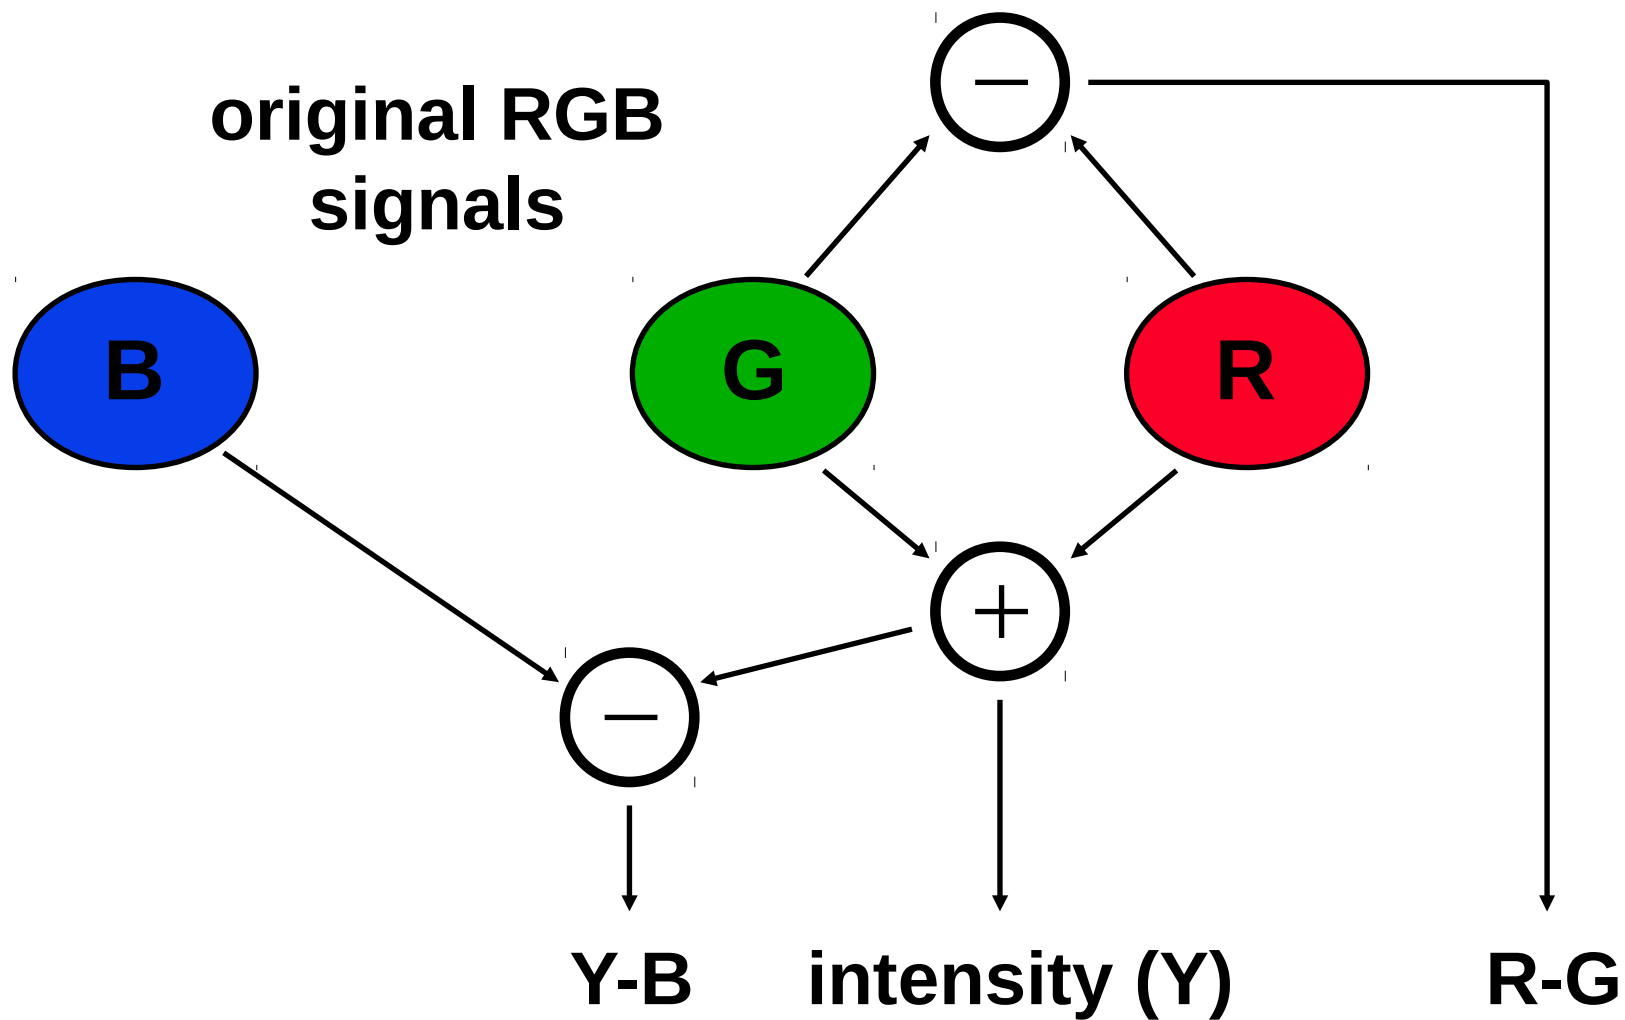 original RGB
signals
−
B
G
R
+
−
Y-B
intensity (Y)
R-G